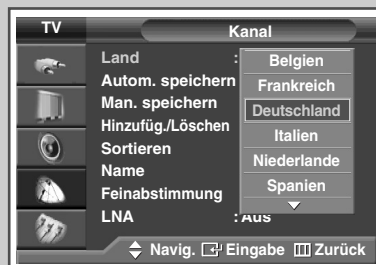 TV
Kanal
Land :
Belgien
Autom. speichern
Frankreich
Man. speichern
Deutschland
Hinzufüg./Löschen
Italien
Sortieren
Niederlande
Name
Spanien
Feinabstimmung
LNA : Aus
Navig. Eingabe Zurück